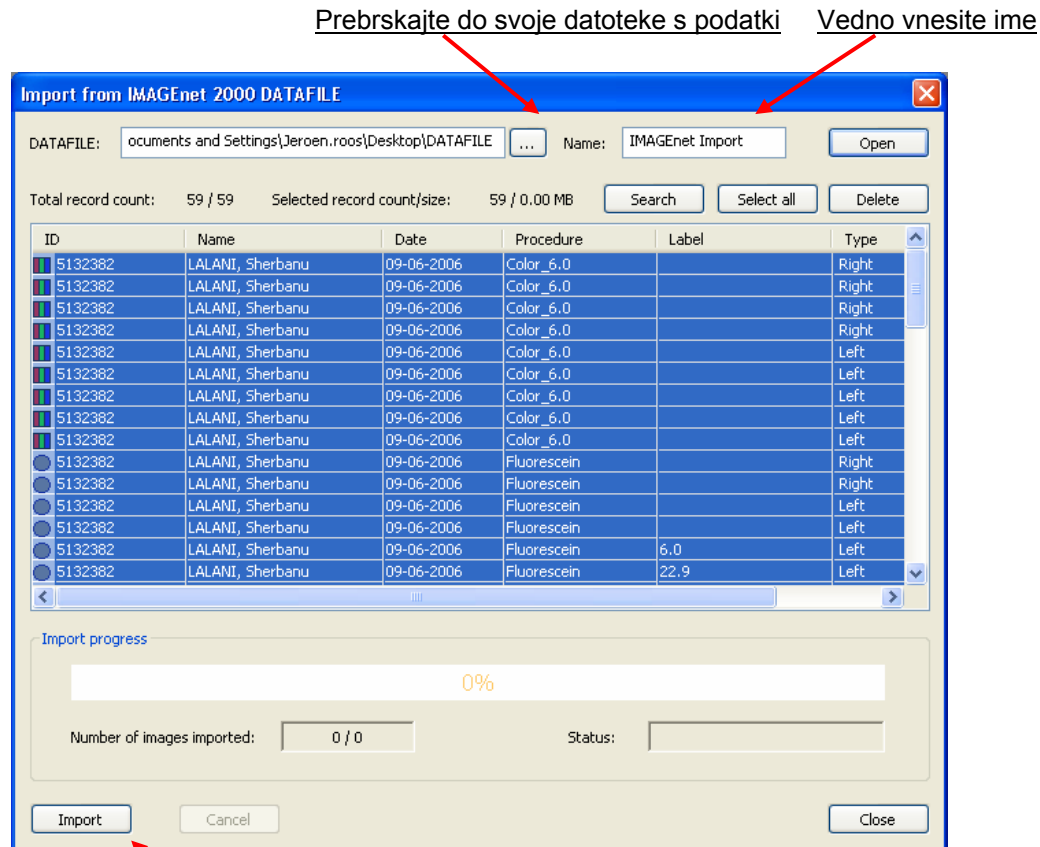 Prebrskajte do svoje datoteke s podatki Vedno vnesite ime
Import from IMAGEnet 2000 DATAFILE
DATAFILE: ocuments and Settings\Jeroen.roos\Desktop\DATAFILE ... Name: IMAGEnet Import Open
Total record count: 59 / 59 Selected record count/size: 59 / 0.00 MB Search Select all Delete
ID Name Date Procedure Label Type
5132382 LALANI, Sherbanu 09-06-2006 Color_6.0 Right
5132382 LALANI, Sherbanu 09-06-2006 Color_6.0 Right
5132382 LALANI, Sherbanu 09-06-2006 Color_6.0 Right
5132382 LALANI, Sherbanu 09-06-2006 Color_6.0 Right
5132382 LALANI, Sherbanu 09-06-2006 Color_6.0 Left
5132382 LALANI, Sherbanu 09-06-2006 Color_6.0 Left
5132382 LALANI, Sherbanu 09-06-2006 Color_6.0 Left
5132382 LALANI, Sherbanu 09-06-2006 Color_6.0 Left
5132382 LALANI, Sherbanu 09-06-2006 Color_6.0 Left
5132382 LALANI, Sherbanu 09-06-2006 Fluorescein Right
5132382 LALANI, Sherbanu 09-06-2006 Fluorescein Right
5132382 LALANI, Sherbanu 09-06-2006 Fluorescein Left
5132382 LALANI, Sherbanu 09-06-2006 Fluorescein Left
5132382 LALANI, Sherbanu 09-06-2006 Fluorescein 6.0 Left
5132382 LALANI, Sherbanu 09-06-2006 Fluorescein 22.9 Left
Import progress
0%
Number of images imported: 0 / 0 Status:
Import Cancel Close